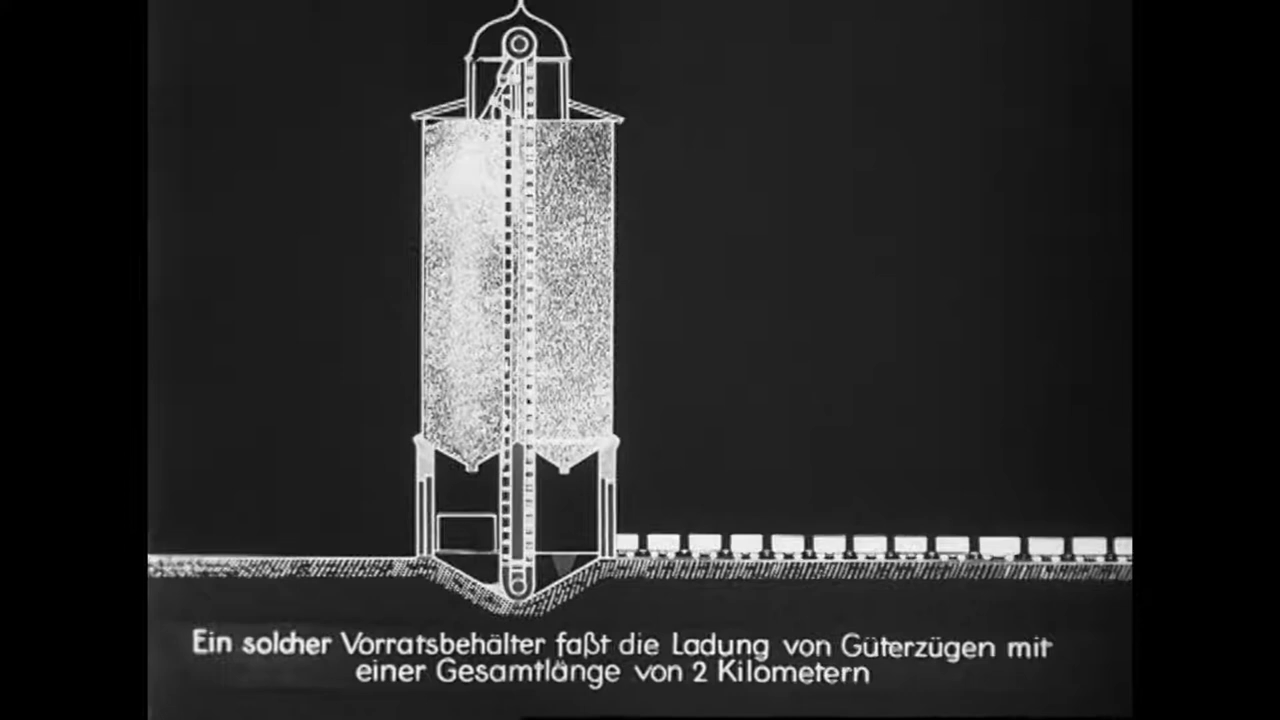 Ein solcher Vorratsbehälter faßt die Ladung von Güterzügen mit
einer Gesamtlänge von 2 Kilometern